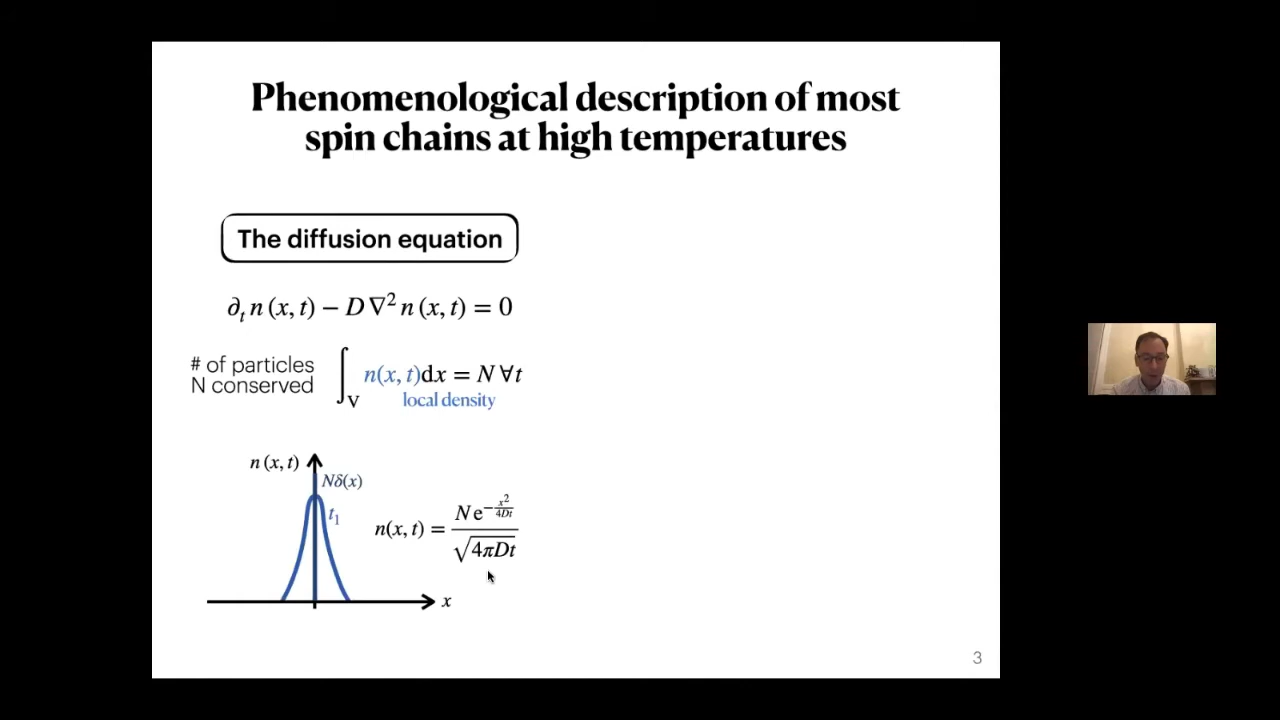 Phenomenological description of most
spin chains at high temperatures
The diffusion equation
∂ₜ n (x, t) − D ∇² n (x, t) = 0
# of particles
N conserved
∫_V n(x, t)dx = N ∀t
local density
n (x, t)
Nδ(x)
t₁
n(x, t) = N e^{−x²/4Dt} / √(4πDt)
x
3